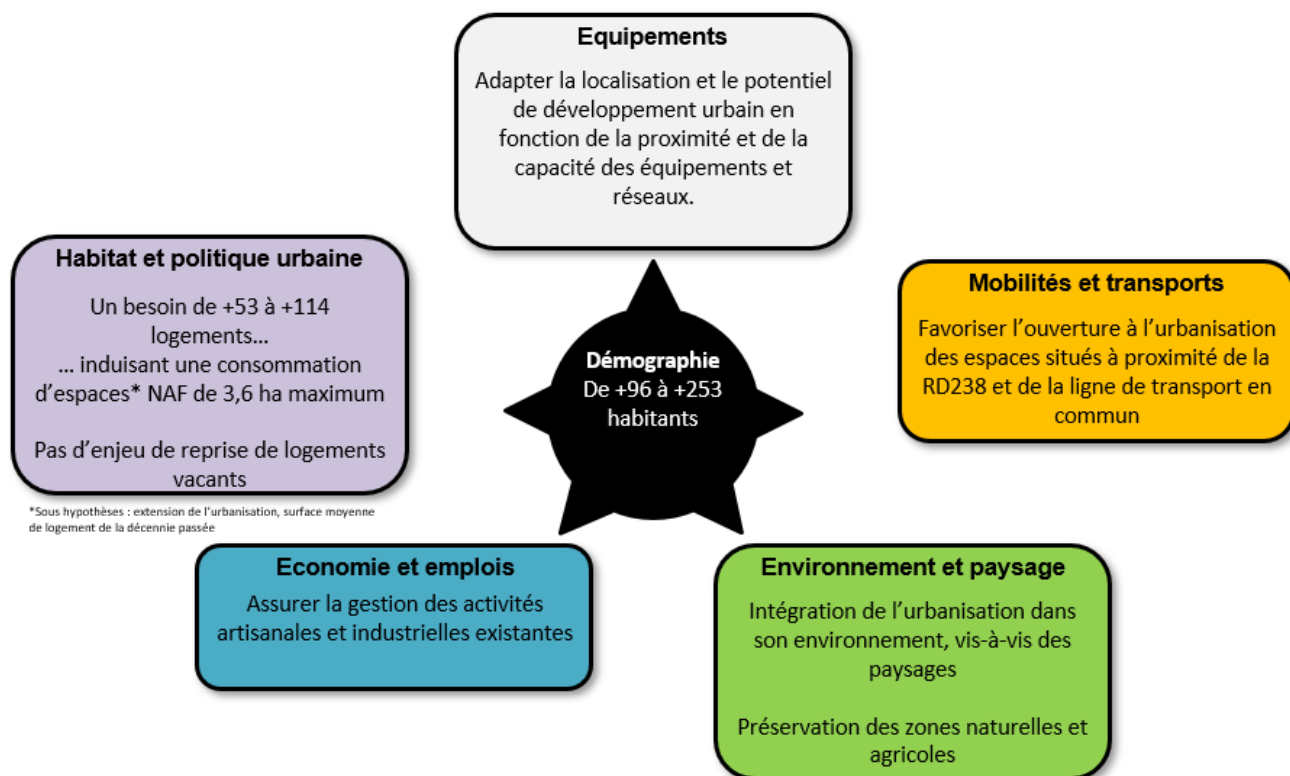 Equipements
Adapter la localisation et le potentiel
de développement urbain en
fonction de la proximité et de la
capacité des équipements et
réseaux.
Habitat et politique urbaine
Un besoin de +53 à +114
logements...
... induisant une consommation
d’espaces* NAF de 3,6 ha maximum
Pas d’enjeu de reprise de logements
vacants
*Sous hypothèses : extension de l’urbanisation, surface moyenne
de logement de la décennie passée
Démographie
De +96 à +253
habitants
Mobilités et transports
Favoriser l’ouverture à l’urbanisation
des espaces situés à proximité de la
RD238 et de la ligne de transport en
commun
Economie et emplois
Assurer la gestion des activités
artisanales et industrielles existantes
Environnement et paysage
Intégration de l’urbanisation dans
son environnement, vis-à-vis des
paysages
Préservation des zones naturelles et
agricoles